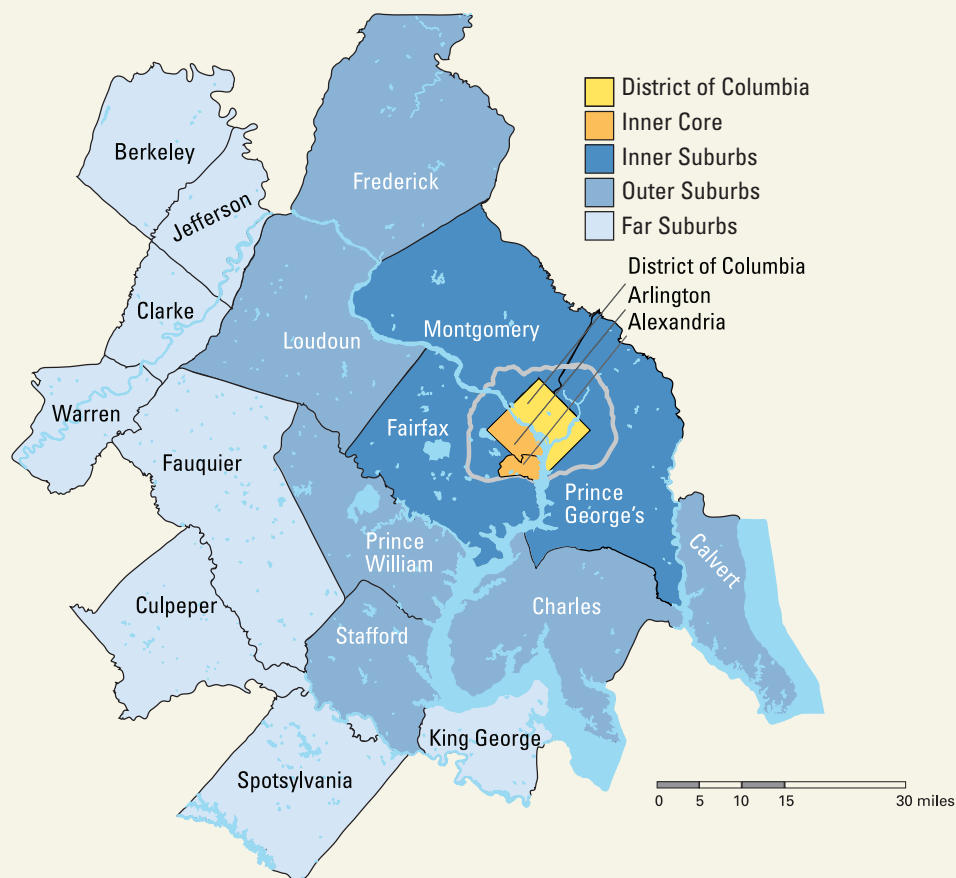 District of Columbia
Inner Core
Inner Suburbs
Outer Suburbs
Far Suburbs
District of Columbia
Arlington
Alexandria
Berkeley
Frederick
Jefferson
Clarke
Loudoun
Montgomery
Warren
Fairfax
Fauquier
Prince
George's
Prince
William
Calvert
Culpeper
Charles
Stafford
King George
Spotsylvania
0 5 10 15 30 miles